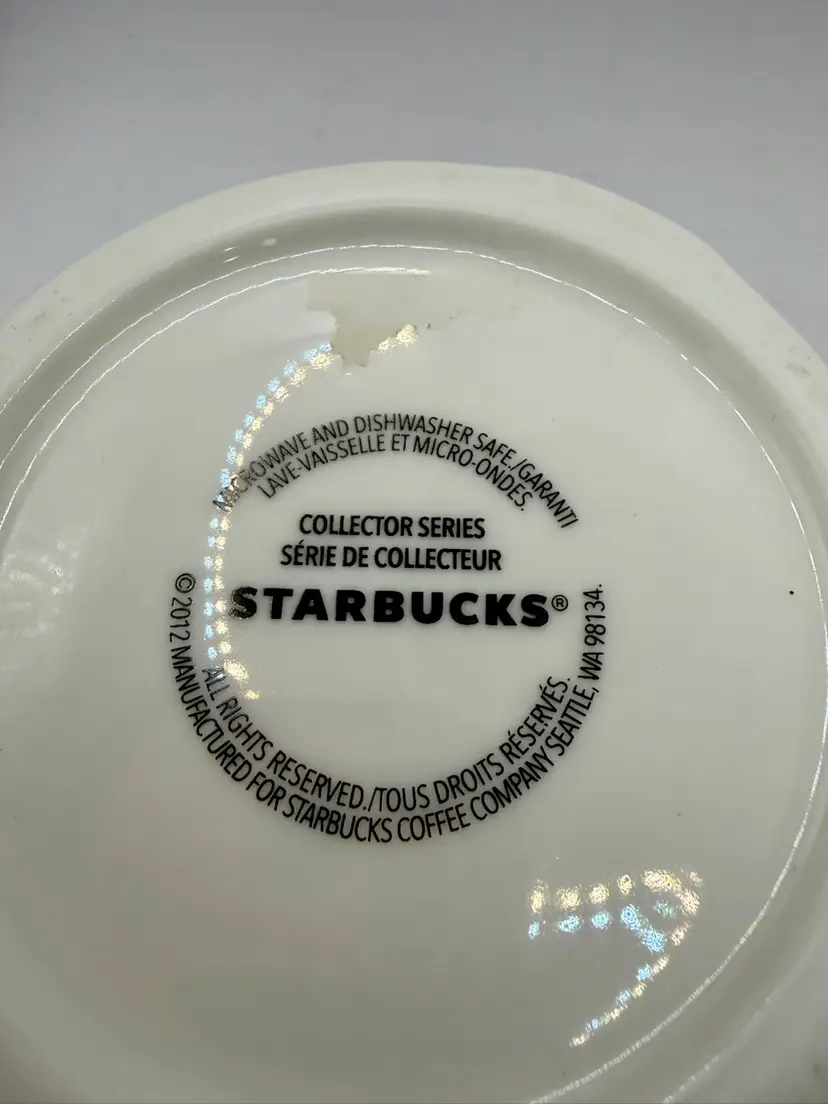 MICROWAVE AND DISHWASHER SAFE./GARANTI
LAVE-VAISSELLE ET MICRO-ONDES.
COLLECTOR SERIES
SÉRIE DE COLLECTEUR
STARBUCKS®
ALL RIGHTS RESERVED./TOUS DROITS RÉSERVÉS.
©2012 MANUFACTURED FOR STARBUCKS COFFEE COMPANY SEATTLE, WA 98134.